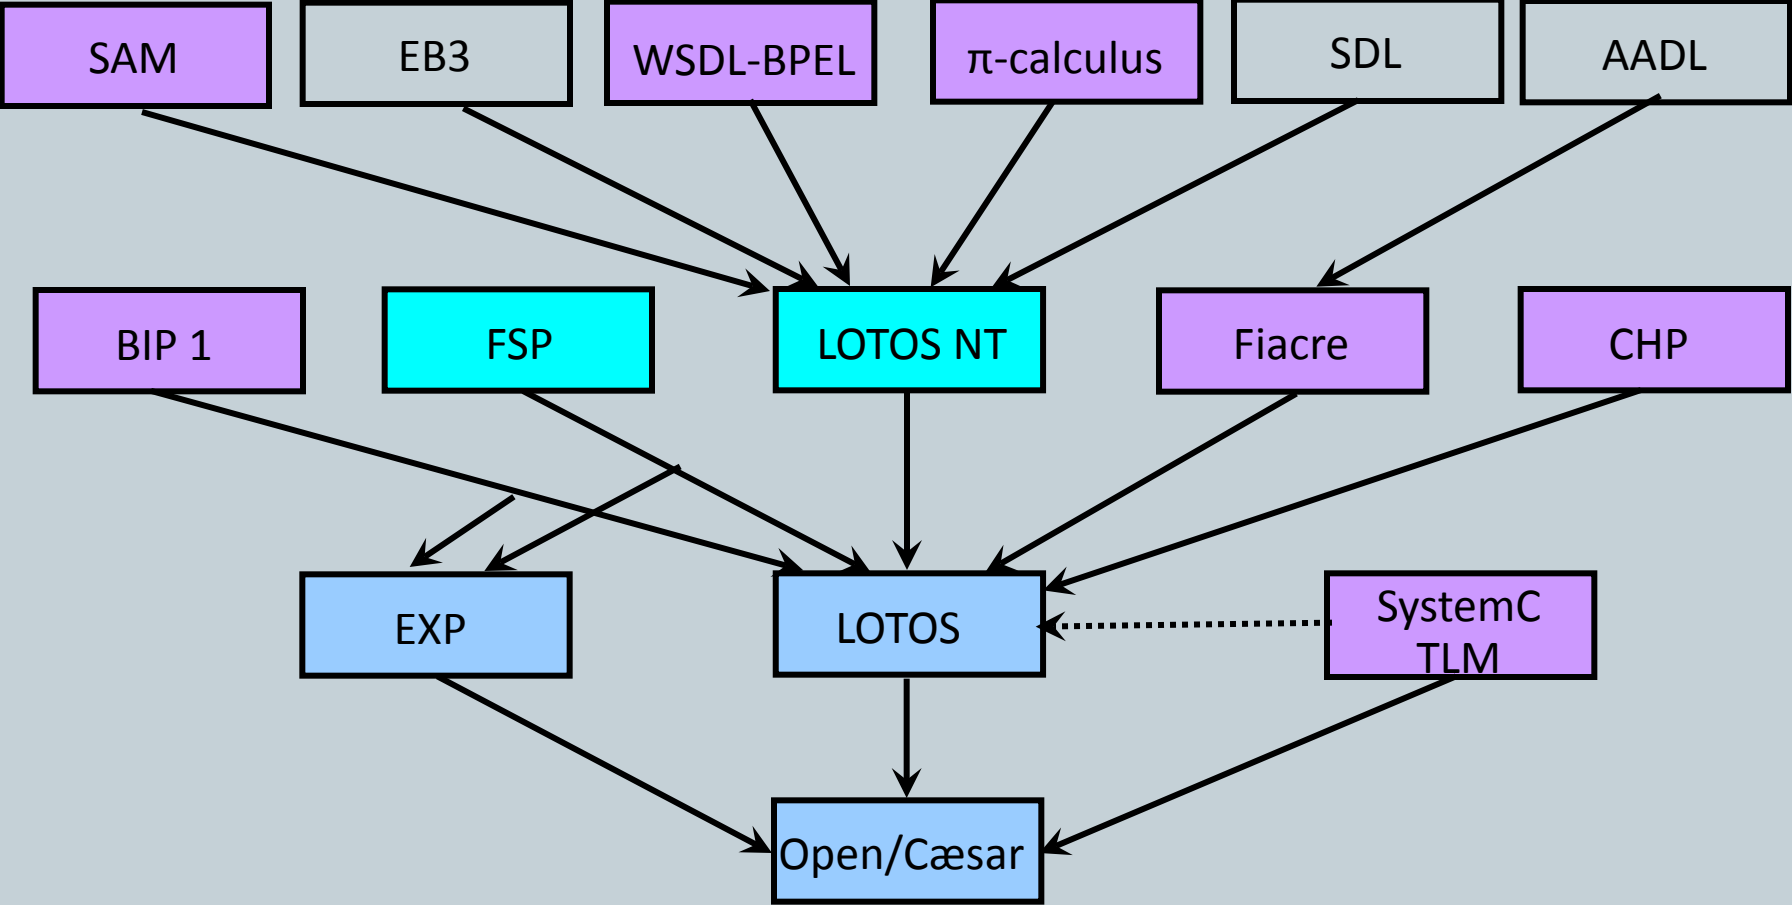 SAM
EB3
WSDL-BPEL
π-calculus
SDL
AADL
BIP 1
FSP
LOTOS NT
Fiacre
CHP
EXP
LOTOS
SystemC
TLM
Open/Cæsar